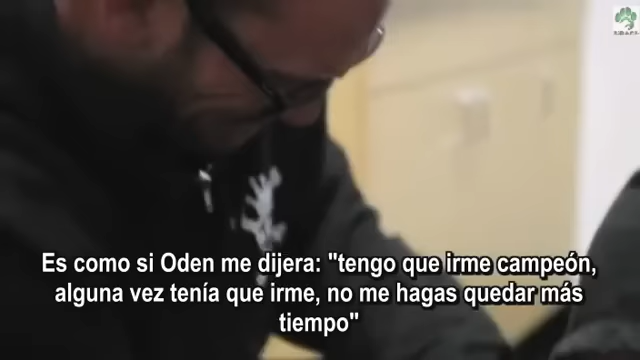 Es como si Oden me dijera: "tengo que irme campeón,
alguna vez tenía que irme, no me hagas quedar más
tiempo"